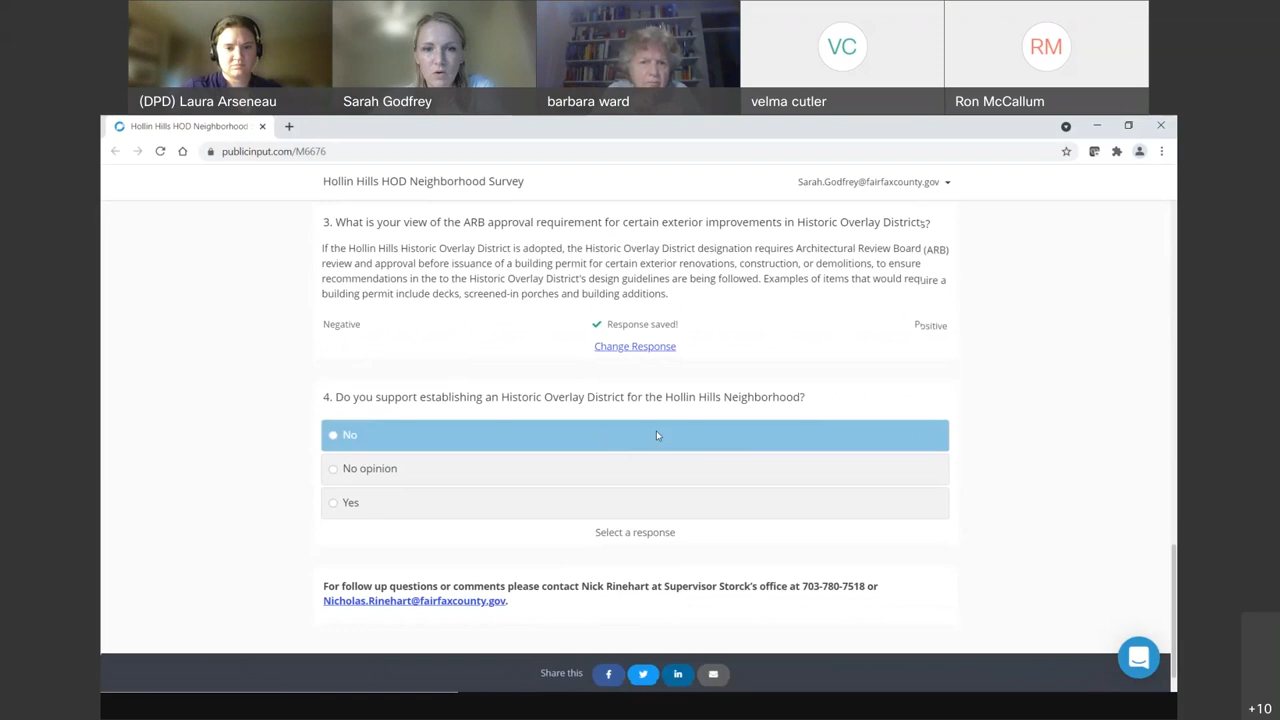 VC
RM
(DPD) Laura Arseneau
Sarah Godfrey
barbara ward
velma cutler
Ron McCallum
Hollin Hills HOD Neighborhood
publicinput.com/M6676
Hollin Hills HOD Neighborhood Survey
Sarah.Godfrey@fairfaxcounty.gov
3. What is your view of the ARB approval requirement for certain exterior improvements in Historic Overlay Districts?
If the Hollin Hills Historic Overlay District is adopted, the Historic Overlay District designation requires Architectural Review Board (ARB)
review and approval before issuance of a building permit for certain exterior renovations, construction, or demolitions, to ensure
recommendations in the to the Historic Overlay District's design guidelines are being followed. Examples of items that would require a
building permit include decks, screened-in porches and building additions.
Negative
Response saved!
Positive
Change Response
4. Do you support establishing an Historic Overlay District for the Hollin Hills Neighborhood?
No
No opinion
Yes
Select a response
For follow up questions or comments please contact Nick Rinehart at Supervisor Storck's office at 703-780-7518 or
Nicholas.Rinehart@fairfaxcounty.gov.
Share this
+10